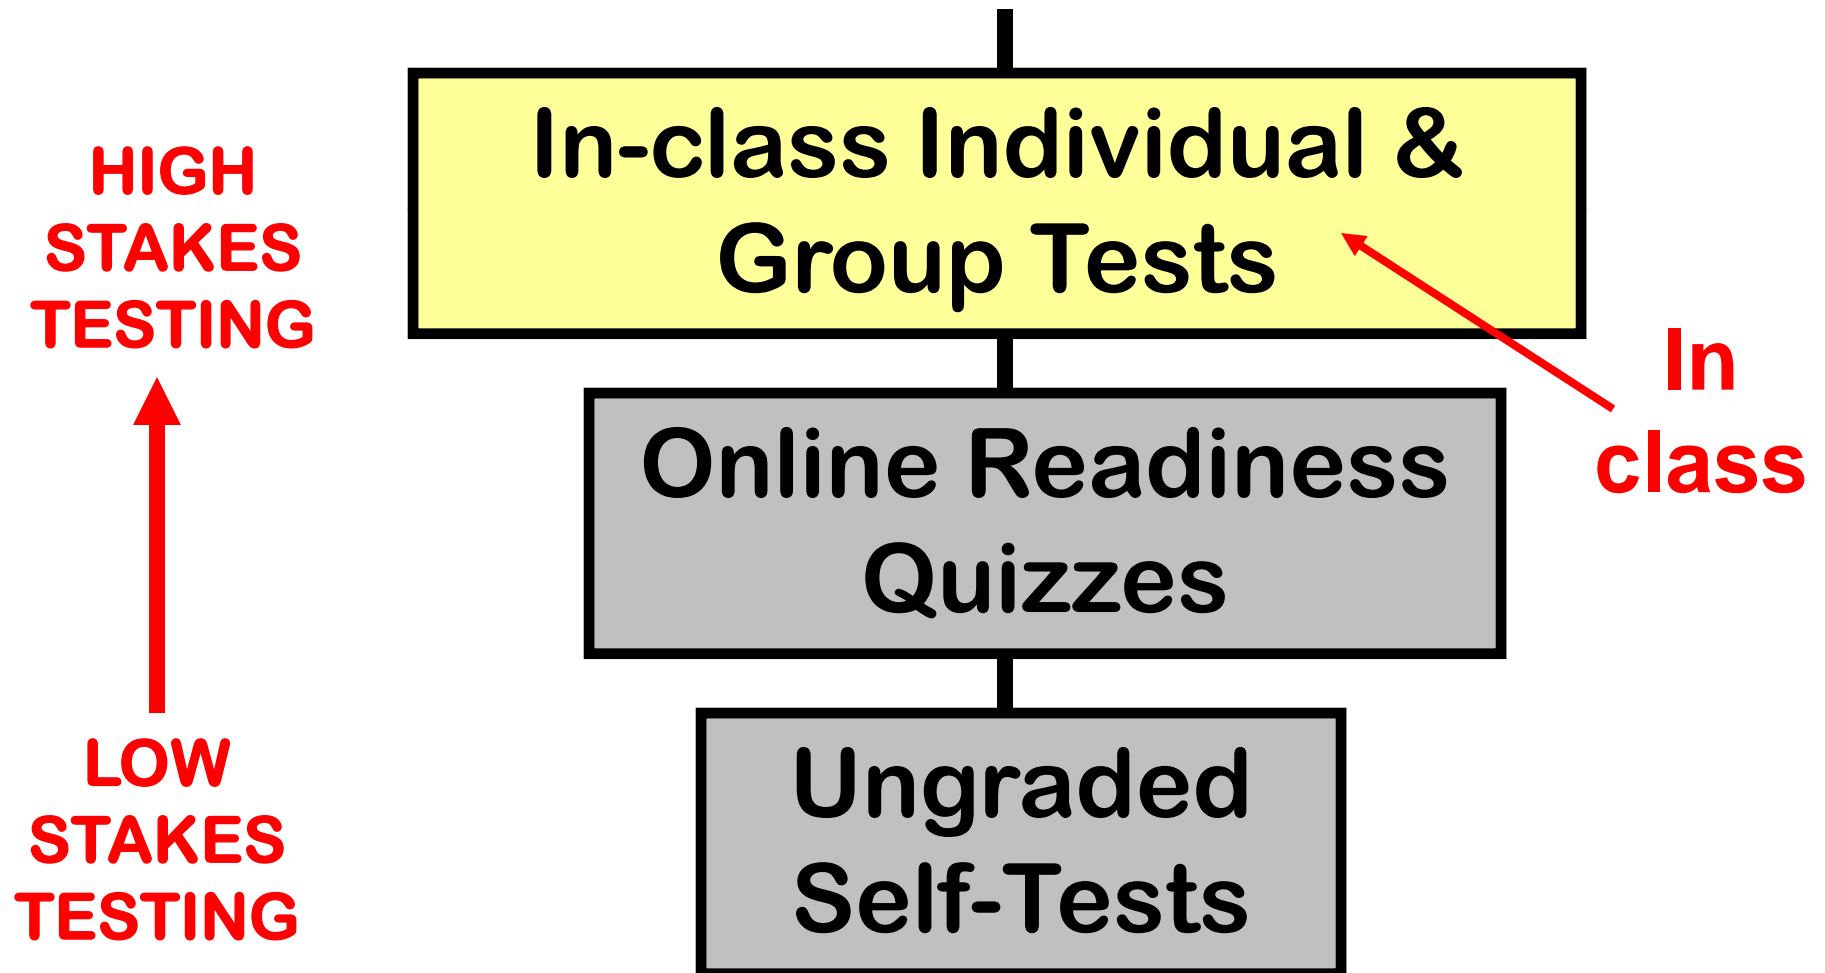 In-class Individual &
Group Tests
HIGH
STAKES
TESTING
In
class
Online Readiness
Quizzes
LOW
STAKES
TESTING
Ungraded
Self-Tests